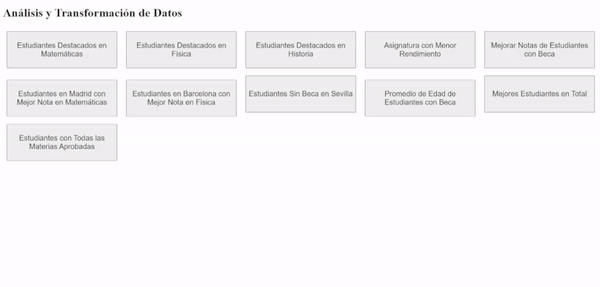 Análisis y Transformación de Datos
Estudiantes Destacados en
Matemáticas
Estudiantes Destacados en
Física
Estudiantes Destacados en
Historia
Asignatura con Menor
Rendimiento
Mejorar Notas de Estudiantes
con Beca
Estudiantes en Madrid con
Mejor Nota en Matemáticas
Estudiantes en Barcelona con
Mejor Nota en Física
Estudiantes Sin Beca en Sevilla
Promedio de Edad de
Estudiantes con Beca
Mejores Estudiantes en Total
Estudiantes con Todas las
Materias Aprobadas